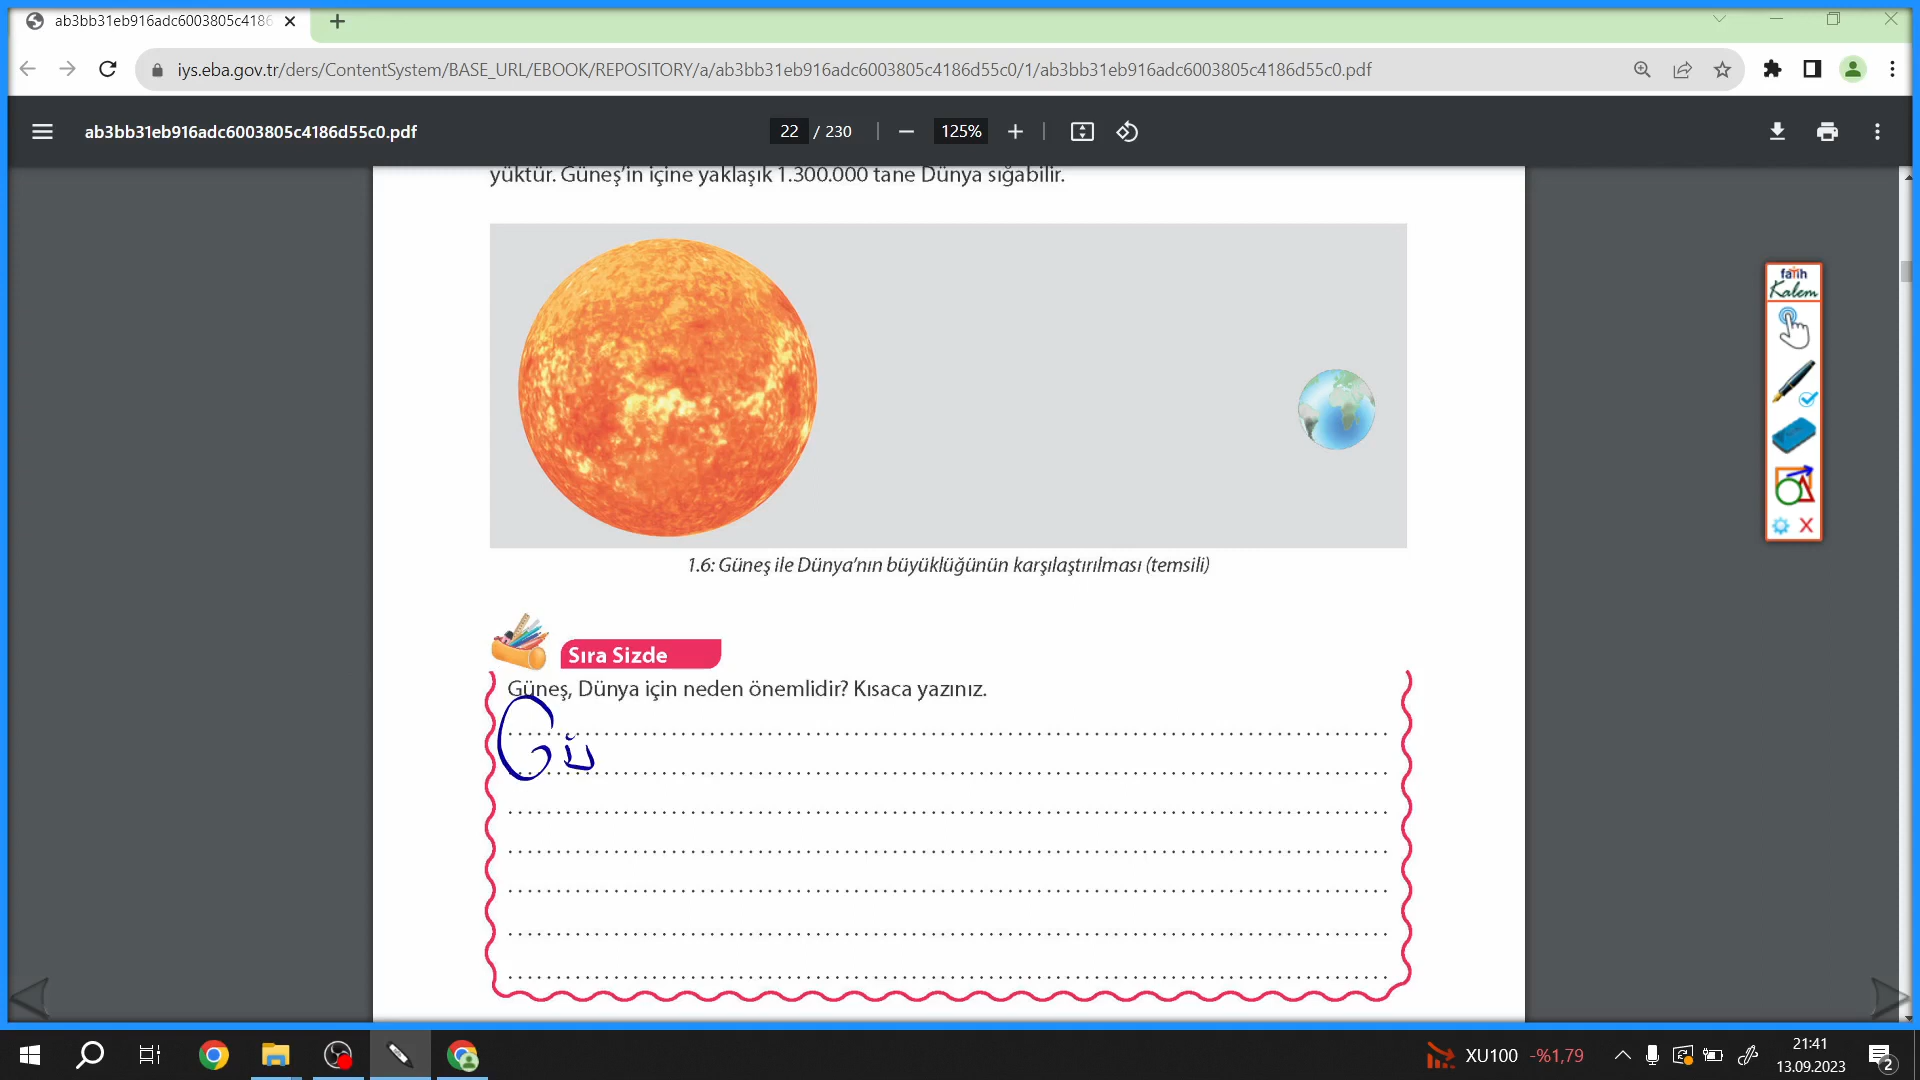 ab3bb31eb916adc6003805c4186
iys.eba.gov.tr/ders/ContentSystem/BASE_URL/EBOOK/REPOSITORY/a/ab3bb31eb916adc6003805c4186d55c0/1/ab3bb31eb916adc6003805c4186d55c0.pdf
ab3bb31eb916adc6003805c4186d55c0.pdf
22 / 230
125%
yüktür. Güneş'in içine yaklaşık 1.300.000 tane Dünya sığabilir.
fatih
Kalem
1.6: Güneş ile Dünya'nın büyüklüğünün karşılaştırılması (temsili)
Sıra Sizde
Güneş, Dünya için neden önemlidir? Kısaca yazınız.
Gü
XU100 -%1,79
21:41
13.09.2023
2